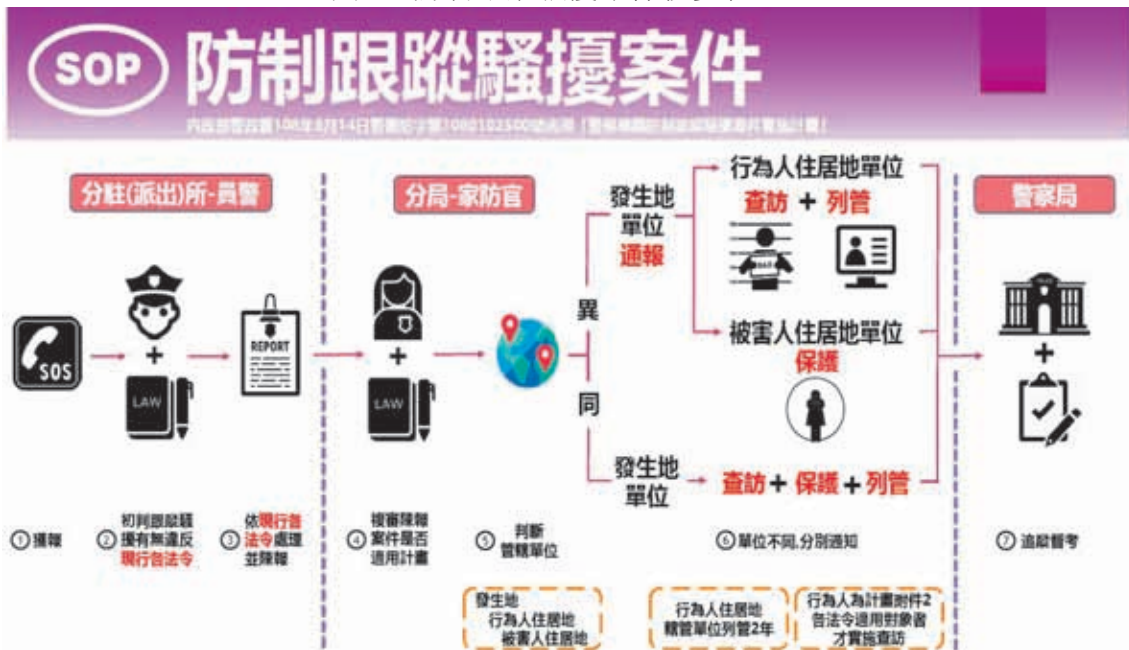 SOP
防制跟蹤騷擾案件
分駐(派出)所-員警
分局-家防官
警察局
SOS
LAW
REPORT
LAW
異
同
發生地
單位
通報
行為人住居地單位
查訪 + 列管
被害人住居地單位
保護
發生地
單位
查訪 + 保護 + 列管
① 獲報
② 初判跟蹤騷
擾有無違反
現行各法令
③ 依現行各
法令處理
並陳報
④ 複審陳報
案件是否
適用計畫
⑤ 判斷
管轄單位
⑥ 單位不同,分別通知
⑦ 追蹤督考
發生地
行為人住居地
被害人住居地
行為人住居地
轄管單位列管2年
行為人為計畫附件2
各法令適用對象者
才實施查訪